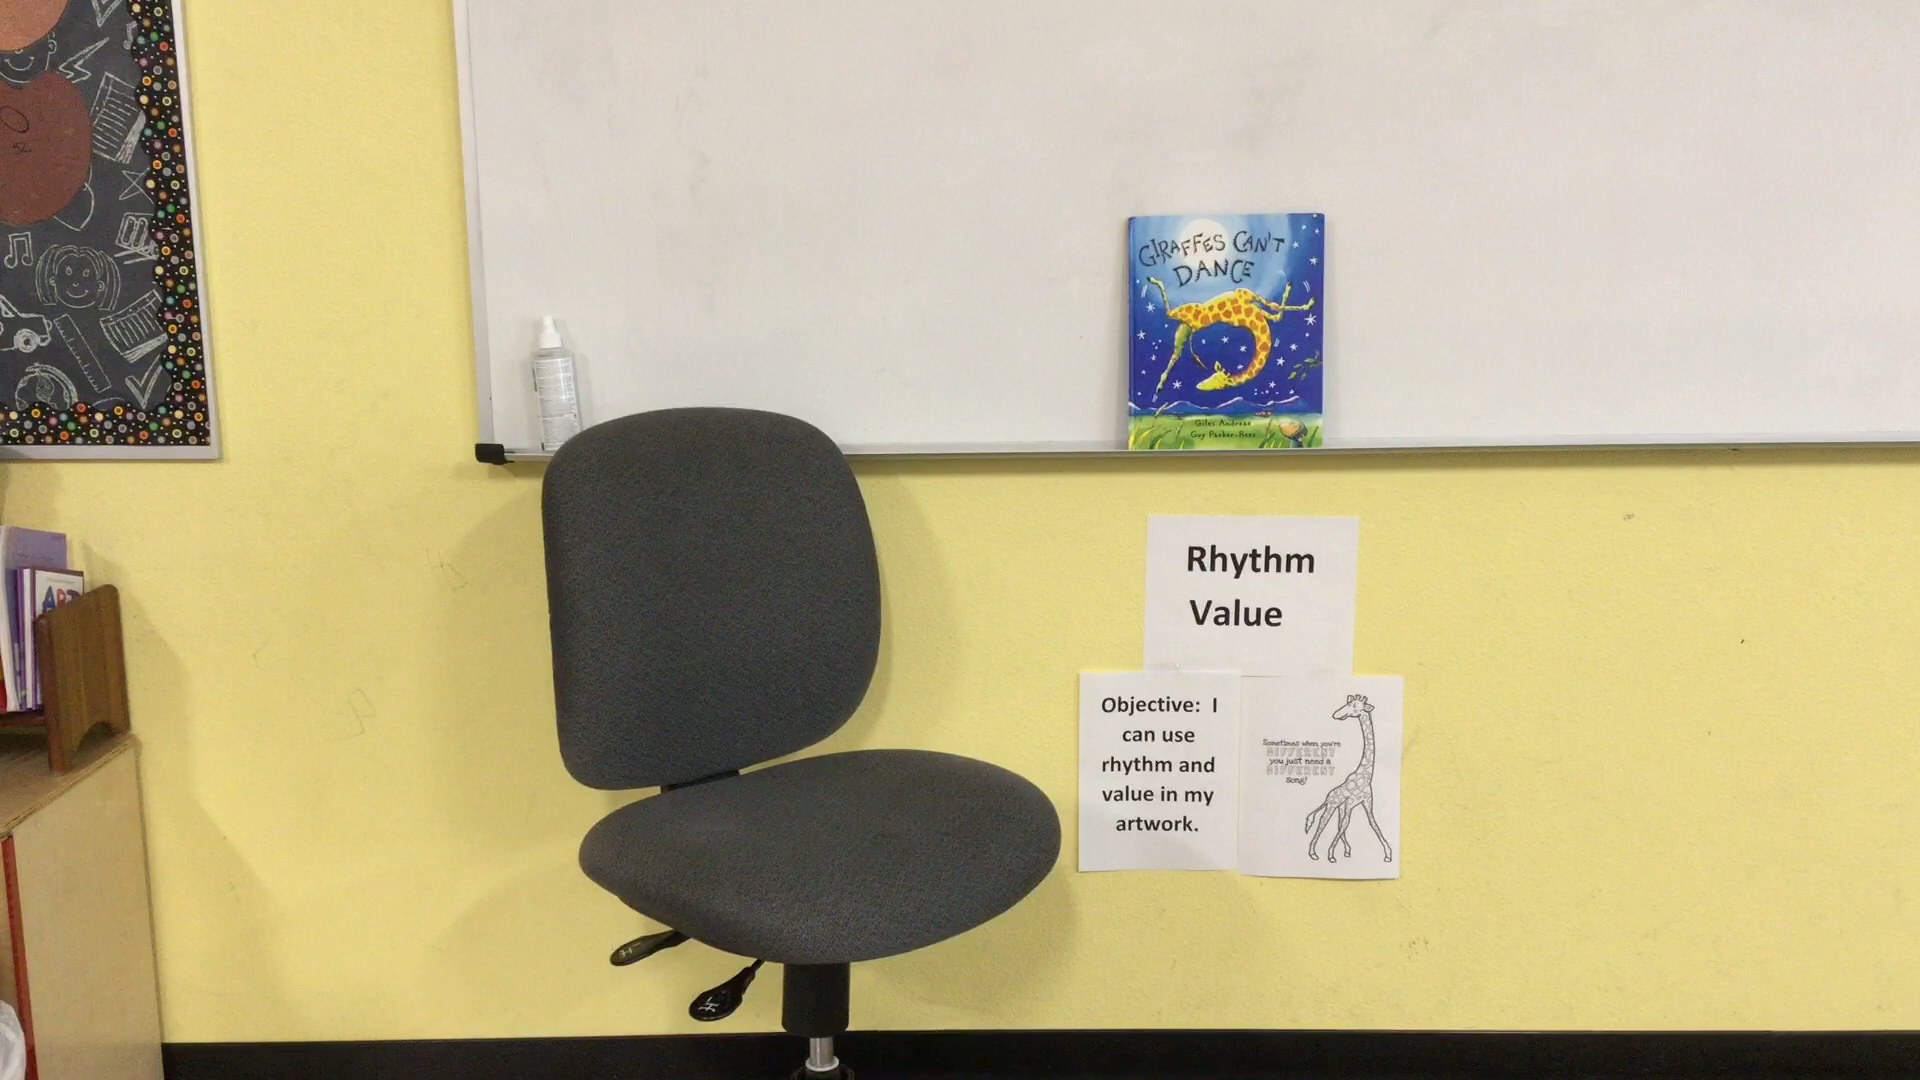 GIRAFFES CAN'T
DANCE
Giles Andreae
Guy Parker-Rees
Rhythm
Value
Objective: I
can use
rhythm and
value in my
artwork.
Sometimes when you're
DIFFERENT
you just need a
DIFFERENT
song!
ART